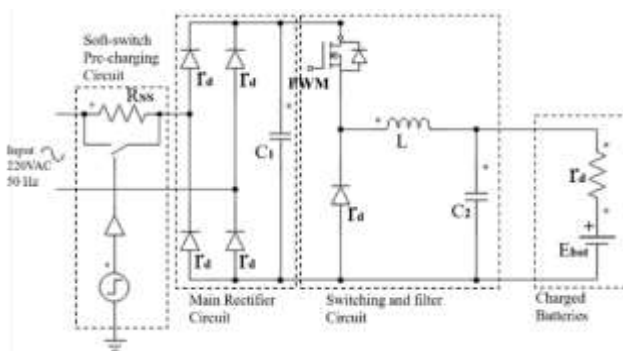 Soft-switch
Pre-charging
Circuit
Rss
Input
220VAC
50 Hz
rd
rd
rd
rd
C1
PWM
L
rd
C2
rd
Ebat
Main Rectifier
Circuit
Switching and filter
Circuit
Charged
Batteries